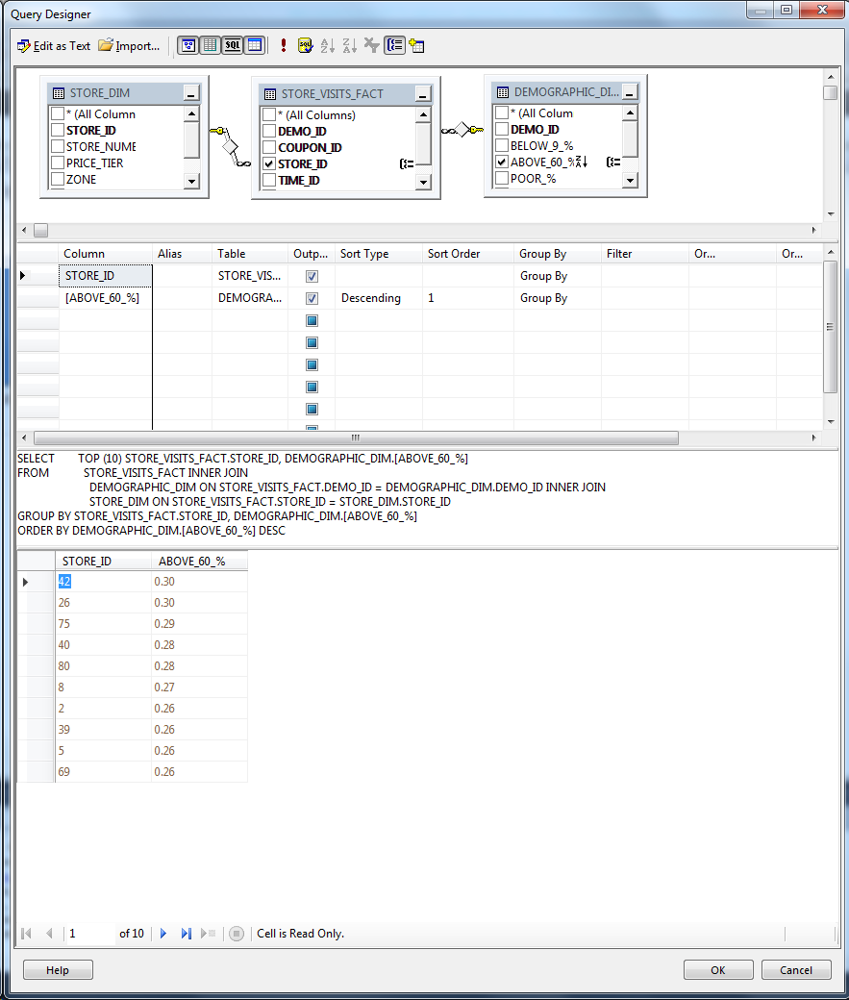 Query Designer
Edit as Text Import... SQL SQL
STORE_DIM
* (All Column
STORE_ID
STORE_NUME
PRICE_TIER
ZONE
STORE_VISITS_FACT
* (All Columns)
DEMO_ID
COUPON_ID
STORE_ID
TIME_ID
DEMOGRAPHIC_DI...
* (All Colum
DEMO_ID
BELOW_9_%
ABOVE_60_%
POOR_%
Column Alias Table Outp... Sort Type Sort Order Group By Filter Or... Or...
STORE_ID STORE_VIS... Group By
[ABOVE_60_%] DEMOGRA... Descending 1 Group By
SELECT TOP (10) STORE_VISITS_FACT.STORE_ID, DEMOGRAPHIC_DIM.[ABOVE_60_%]
FROM STORE_VISITS_FACT INNER JOIN
DEMOGRAPHIC_DIM ON STORE_VISITS_FACT.DEMO_ID = DEMOGRAPHIC_DIM.DEMO_ID INNER JOIN
STORE_DIM ON STORE_VISITS_FACT.STORE_ID = STORE_DIM.STORE_ID
GROUP BY STORE_VISITS_FACT.STORE_ID, DEMOGRAPHIC_DIM.[ABOVE_60_%]
ORDER BY DEMOGRAPHIC_DIM.[ABOVE_60_%] DESC
STORE_ID ABOVE_60_%
42 0.30
26 0.30
75 0.29
40 0.28
80 0.28
8 0.27
2 0.26
39 0.26
5 0.26
69 0.26
1 of 10 Cell is Read Only.
Help OK Cancel